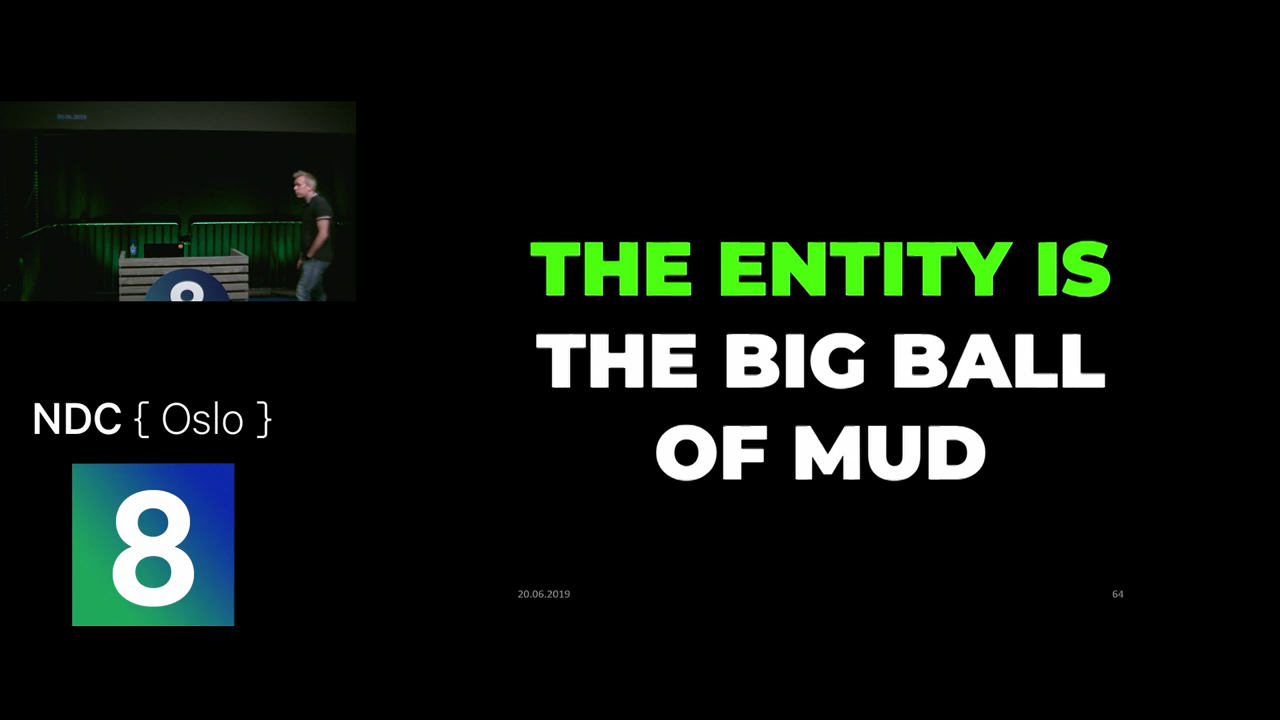 THE ENTITY IS
THE BIG BALL
OF MUD
NDC { Oslo }
8
20.06.2019
64